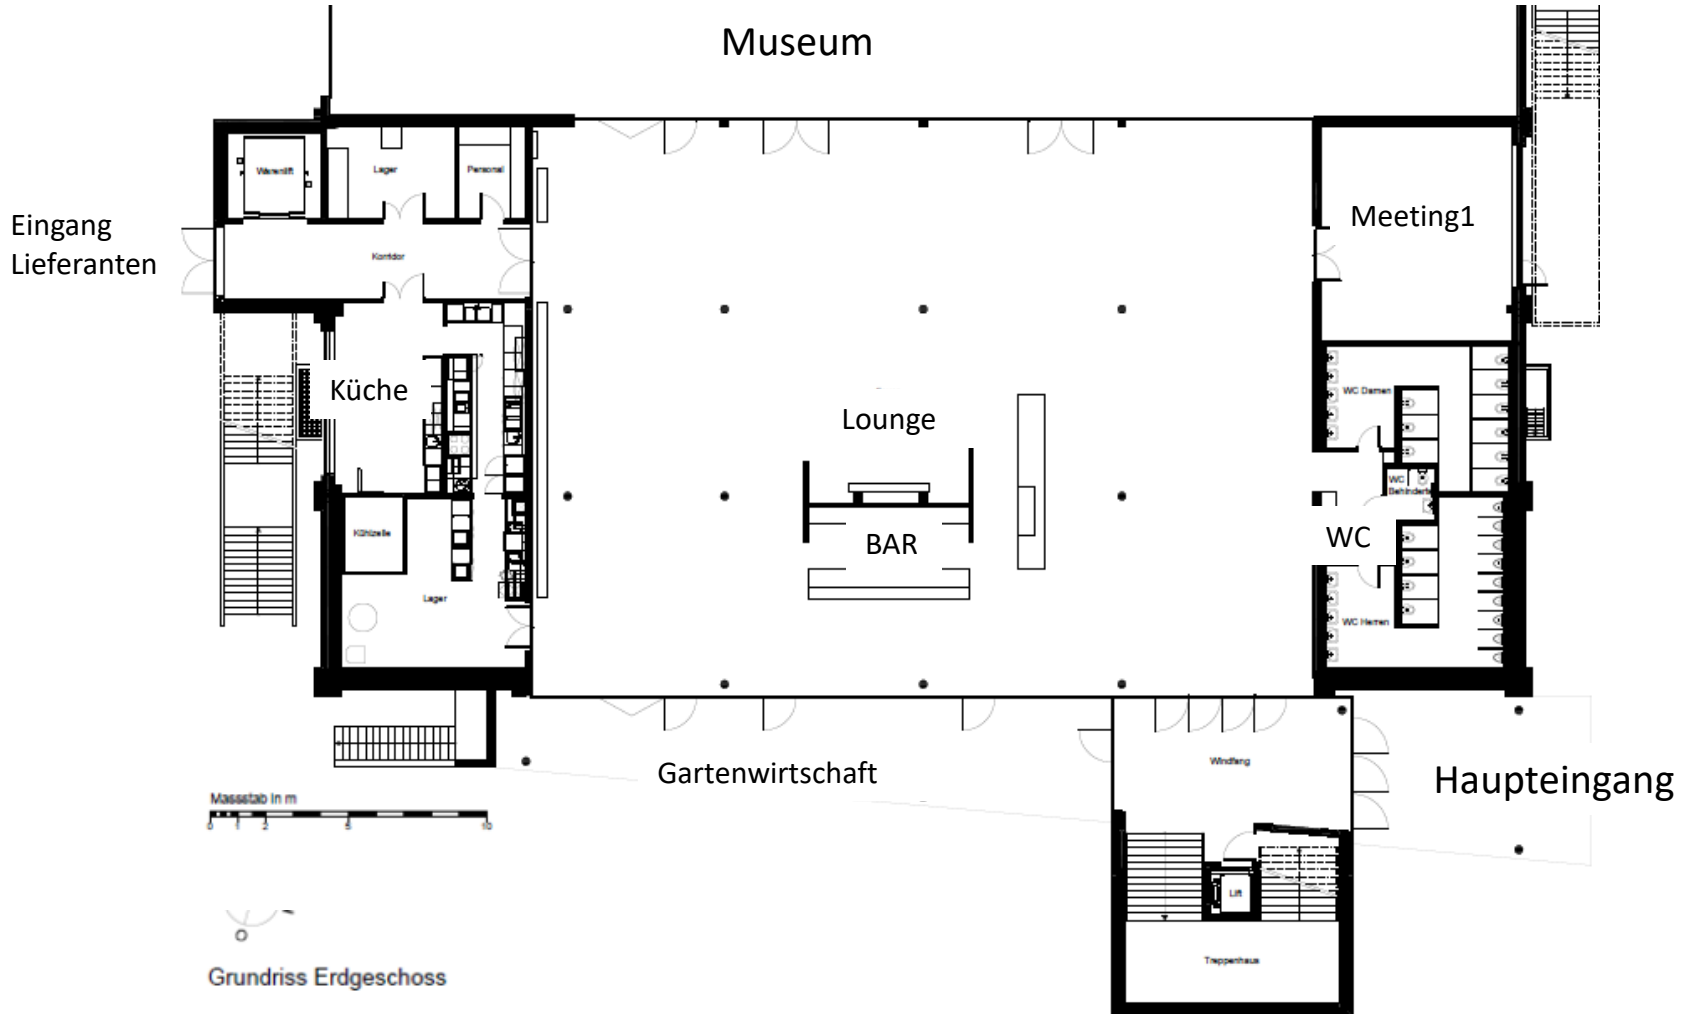 Museum
Warenlift
Lager
Personal
Meeting1
Eingang
Lieferanten
Korridor
Küche
Lounge
WC Damen
WC
Behinderte
BAR
WC
Kühlzelle
Lager
WC Herren
Gartenwirtschaft
Windfang
Haupteingang
Massstab in m
0 1 2 5 10
Lift
O
Grundriss Erdgeschoss
Treppenhaus